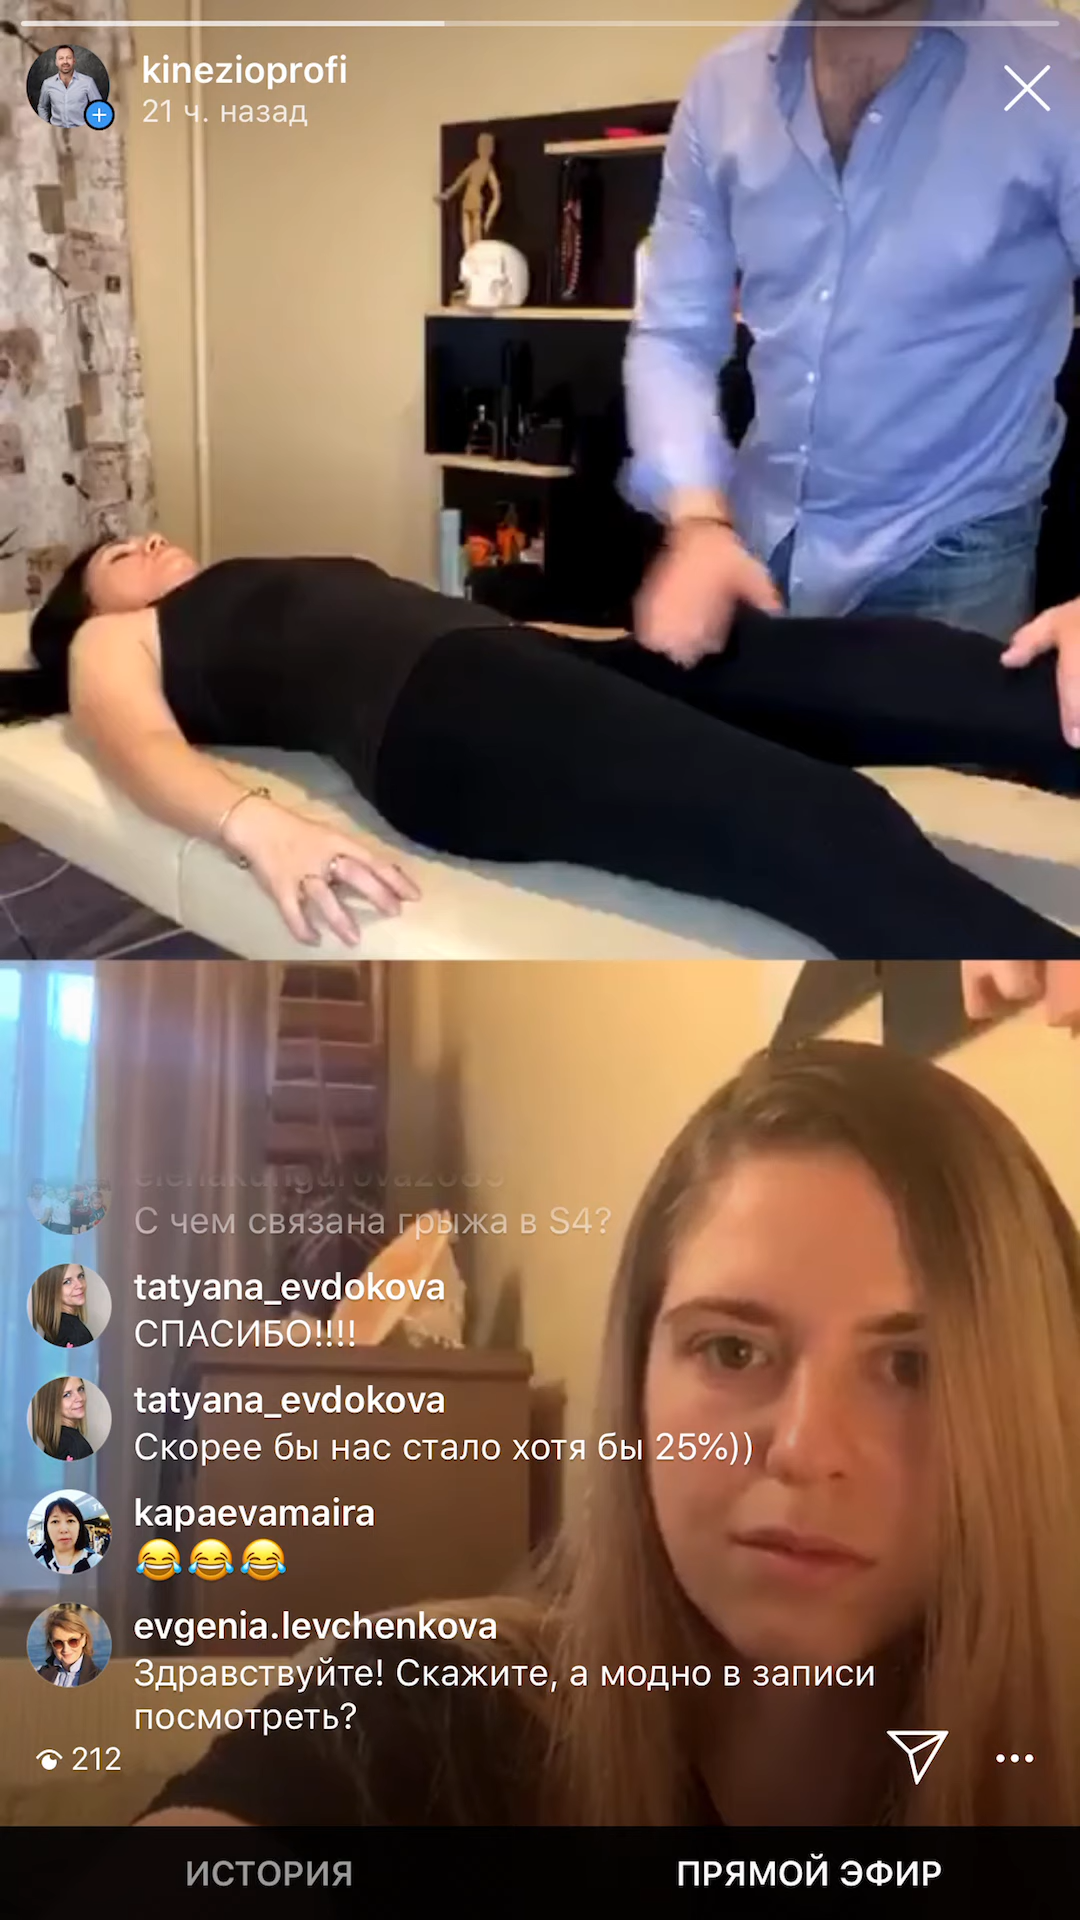 kinezioprofi
21 ч. назад
С чем связана грыжа в S4?
tatyana_evdokova
СПАСИБО!!!!
tatyana_evdokova
Скорее бы нас стало хотя бы 25%))
kapaevamaira
😂😂😂
evgenia.levchenkova
Здравствуйте! Скажите, а модно в записи
посмотреть?
212
ИСТОРИЯ
ПРЯМОЙ ЭФИР